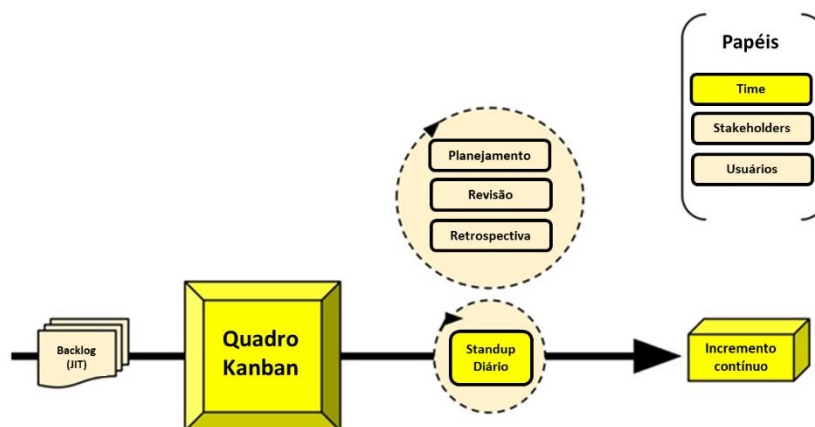 Papéis
Time
Stakeholders
Usuários
Planejamento
Revisão
Retrospectiva
Backlog
(JIT)
Quadro
Kanban
Standup
Diário
Incremento
contínuo